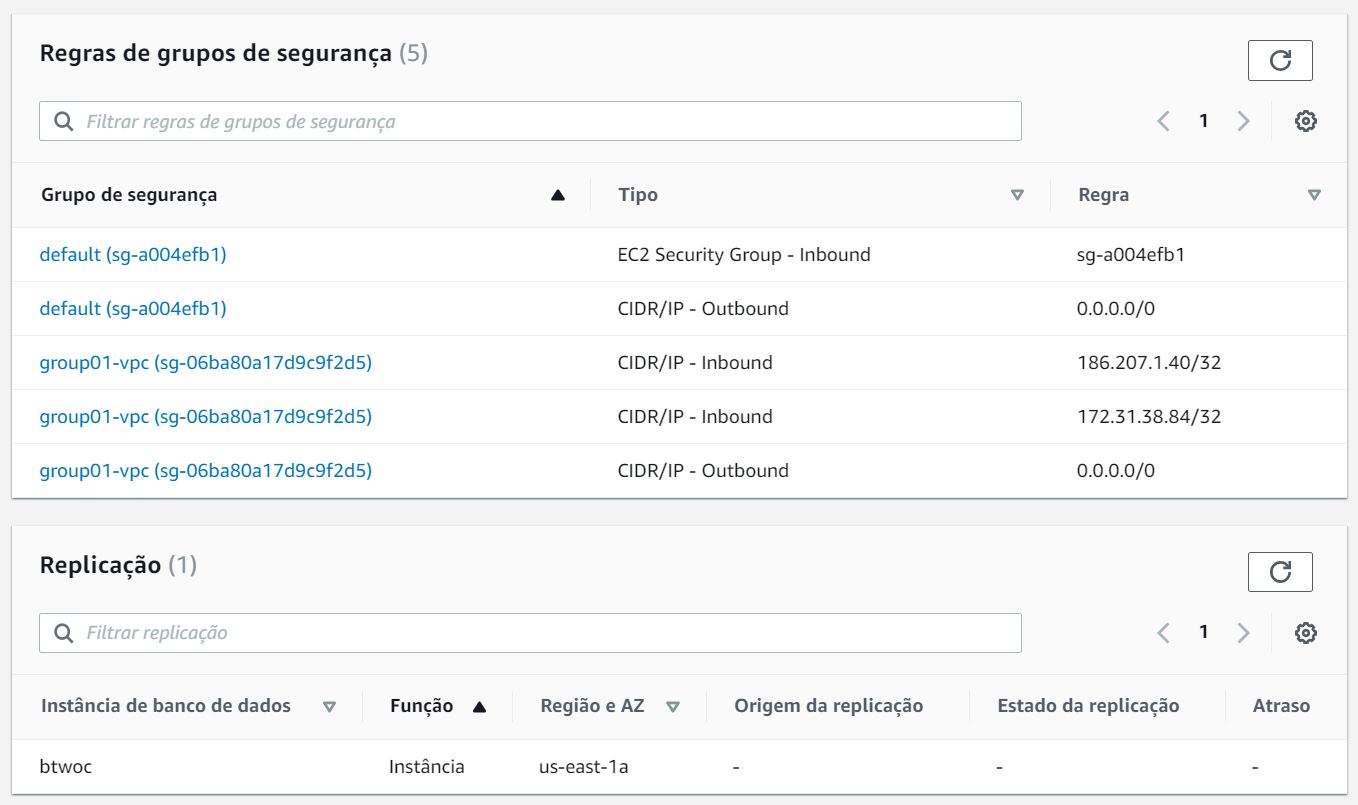 Regras de grupos de segurança (5)
Filtrar regras de grupos de segurança
1
Grupo de segurança Tipo Regra
default (sg-a004efb1) EC2 Security Group - Inbound sg-a004efb1
default (sg-a004efb1) CIDR/IP - Outbound 0.0.0.0/0
group01-vpc (sg-06ba80a17d9c9f2d5) CIDR/IP - Inbound 186.207.1.40/32
group01-vpc (sg-06ba80a17d9c9f2d5) CIDR/IP - Inbound 172.31.38.84/32
group01-vpc (sg-06ba80a17d9c9f2d5) CIDR/IP - Outbound 0.0.0.0/0
Replicação (1)
Filtrar replicação
1
Instância de banco de dados Função Região e AZ Origem da replicação Estado da replicação Atraso
btwoc Instância us-east-1a - - -